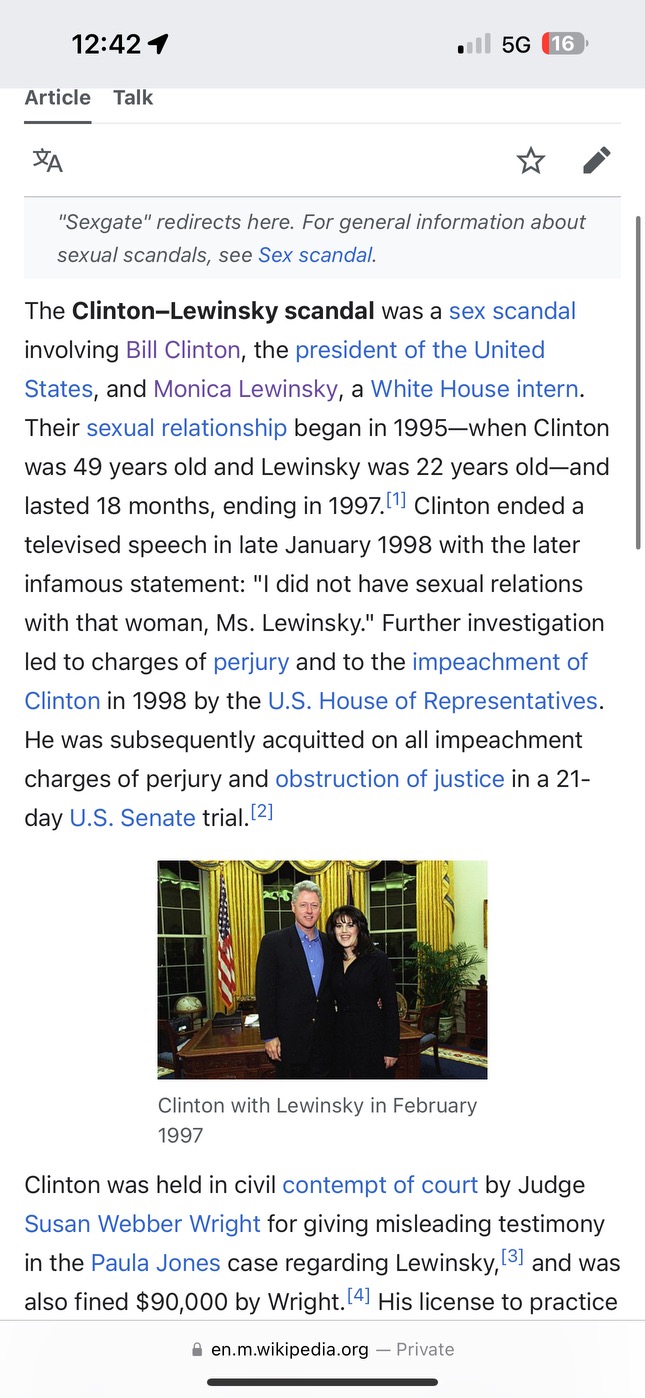 12:42
5G
16
Article Talk
文A
"Sexgate" redirects here. For general information about
sexual scandals, see Sex scandal.
The Clinton–Lewinsky scandal was a sex scandal
involving Bill Clinton, the president of the United
States, and Monica Lewinsky, a White House intern.
Their sexual relationship began in 1995—when Clinton
was 49 years old and Lewinsky was 22 years old—and
lasted 18 months, ending in 1997.[1] Clinton ended a
televised speech in late January 1998 with the later
infamous statement: "I did not have sexual relations
with that woman, Ms. Lewinsky." Further investigation
led to charges of perjury and to the impeachment of
Clinton in 1998 by the U.S. House of Representatives.
He was subsequently acquitted on all impeachment
charges of perjury and obstruction of justice in a 21-
day U.S. Senate trial.[2]
Clinton with Lewinsky in February
1997
Clinton was held in civil contempt of court by Judge
Susan Webber Wright for giving misleading testimony
in the Paula Jones case regarding Lewinsky,[3] and was
also fined $90,000 by Wright.[4] His license to practice
en.m.wikipedia.org — Private